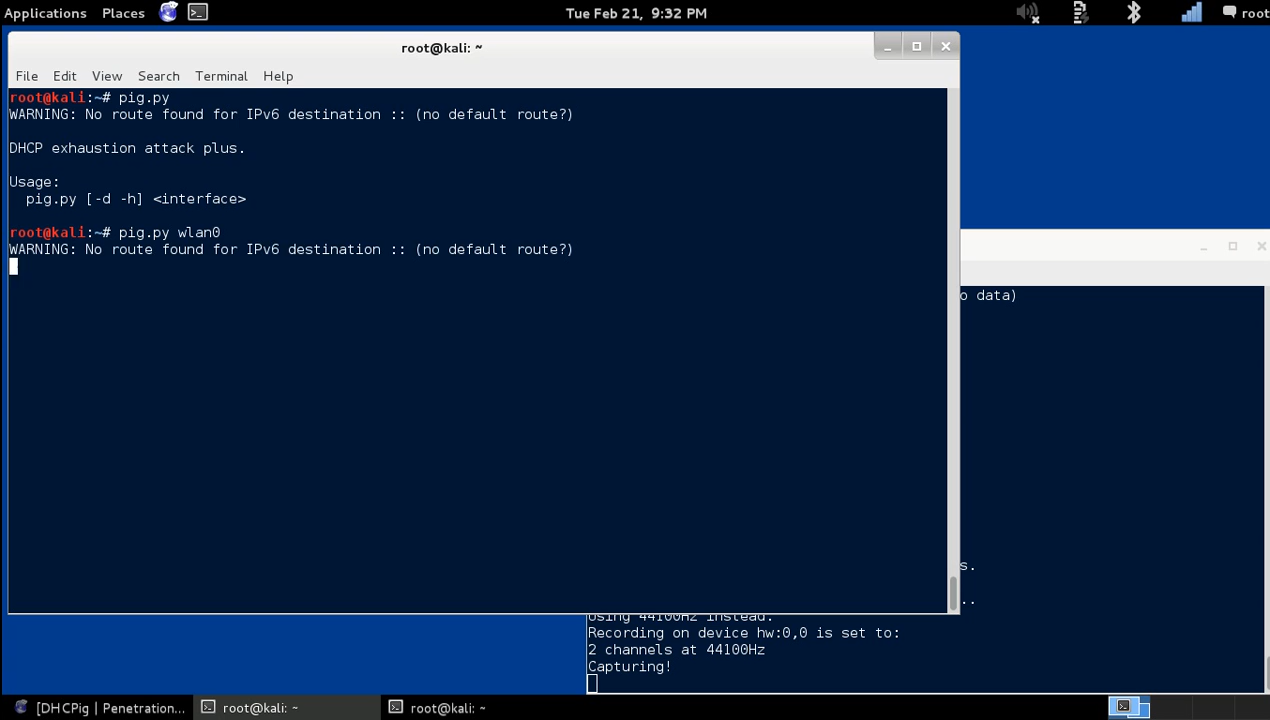 Applications Places Tue Feb 21, 9:32 PM root
root@kali: ~
File Edit View Search Terminal Help
root@kali:~# pig.py
WARNING: No route found for IPv6 destination :: (no default route?)
DHCP exhaustion attack plus.
Usage:
pig.py [-d -h] <interface>
root@kali:~# pig.py wlan0
WARNING: No route found for IPv6 destination :: (no default route?)
o data)
s.
..
Using 44100Hz instead.
Recording on device hw:0,0 is set to:
2 channels at 44100Hz
Capturing!
[DHCPig | Penetration... root@kali: ~ root@kali: ~